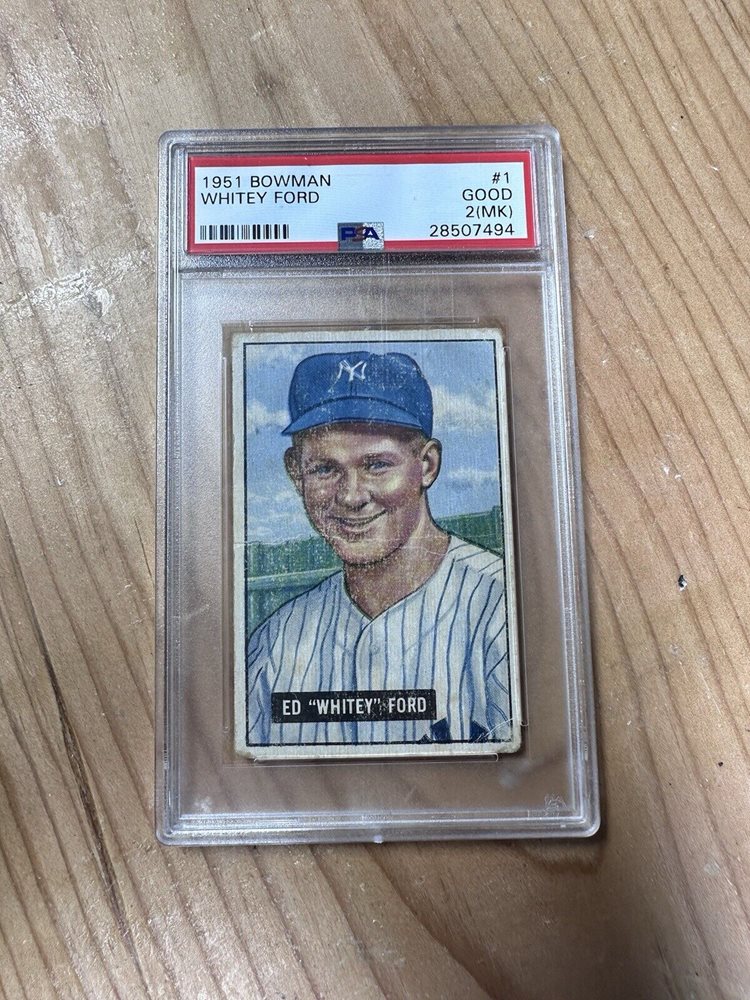 1951 BOWMAN #1
WHITEY FORD GOOD
2(MK)
PSA 28507494
NY
ED "WHITEY" FORD